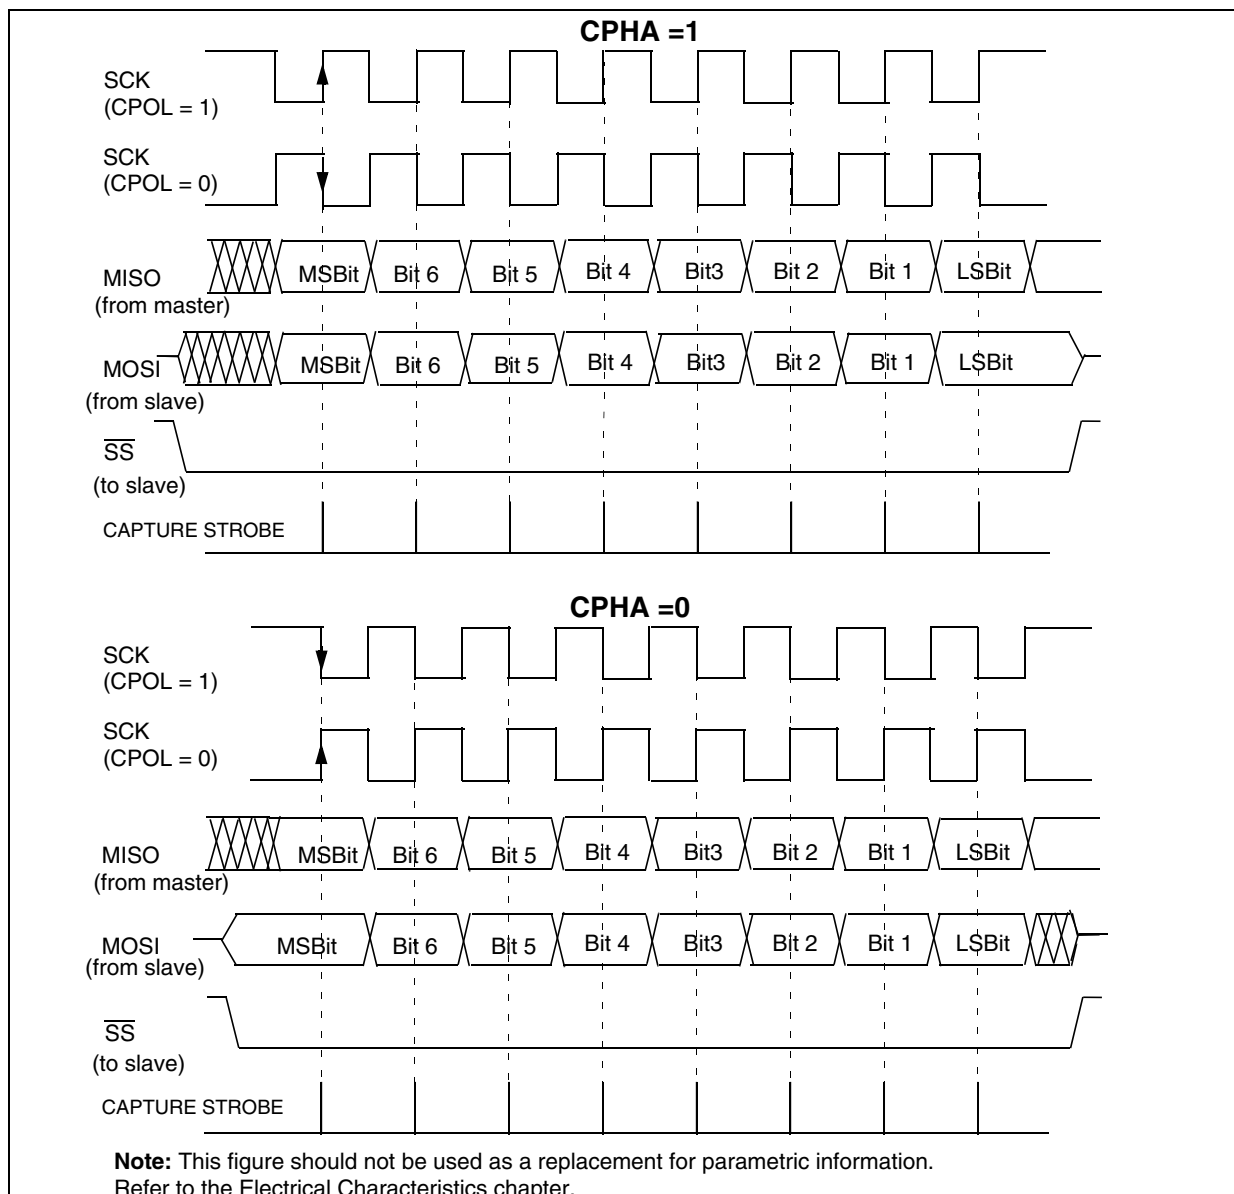 CPHA =1
SCK
(CPOL = 1)
SCK
(CPOL = 0)
MISO
(from master)
MSBit Bit 6 Bit 5 Bit 4 Bit3 Bit 2 Bit 1 LSBit
MOSI
(from slave)
MSBit Bit 6 Bit 5 Bit 4 Bit3 Bit 2 Bit 1 LSBit
SS
(to slave)
CAPTURE STROBE
CPHA =0
SCK
(CPOL = 1)
SCK
(CPOL = 0)
MISO
(from master)
MSBit Bit 6 Bit 5 Bit 4 Bit3 Bit 2 Bit 1 LSBit
MOSI
(from slave)
MSBit Bit 6 Bit 5 Bit 4 Bit3 Bit 2 Bit 1 LSBit
SS
(to slave)
CAPTURE STROBE
Note: This figure should not be used as a replacement for parametric information.
Refer to the Electrical Characteristics chapter.